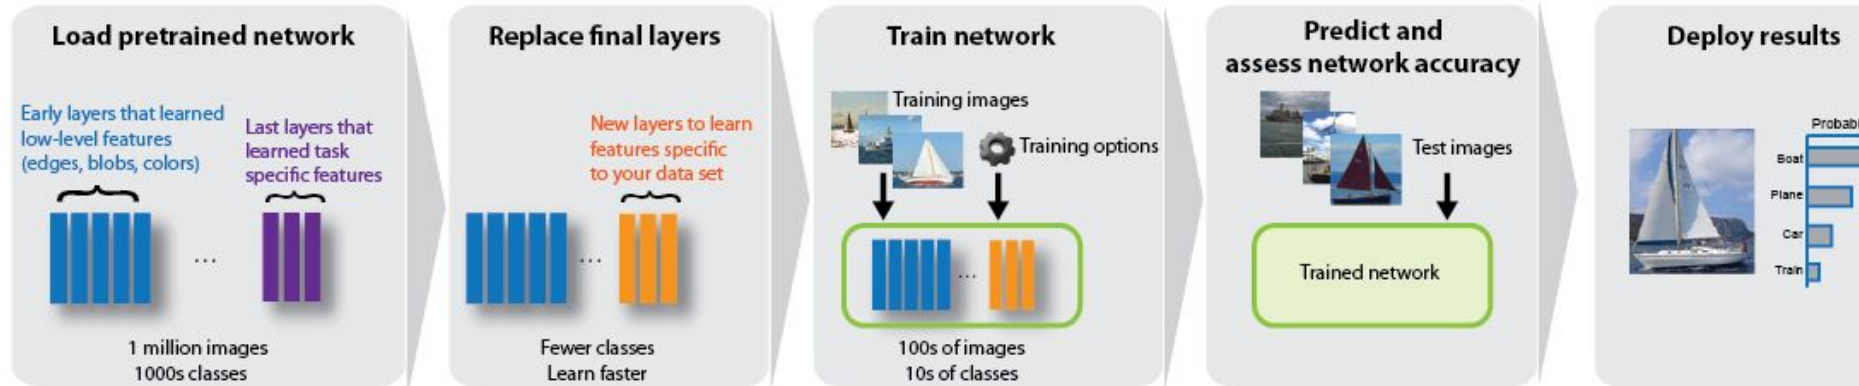 Load pretrained network
Early layers that learned
low-level features
(edges, blobs, colors)
Last layers that
learned task
specific features
...
1 million images
1000s classes
Replace final layers
New layers to learn
features specific
to your data set
...
Fewer classes
Learn faster
Train network
Training images
Training options
...
100s of images
10s of classes
Predict and
assess network accuracy
Test images
Trained network
Deploy results
Boat
Plane
Car
Train